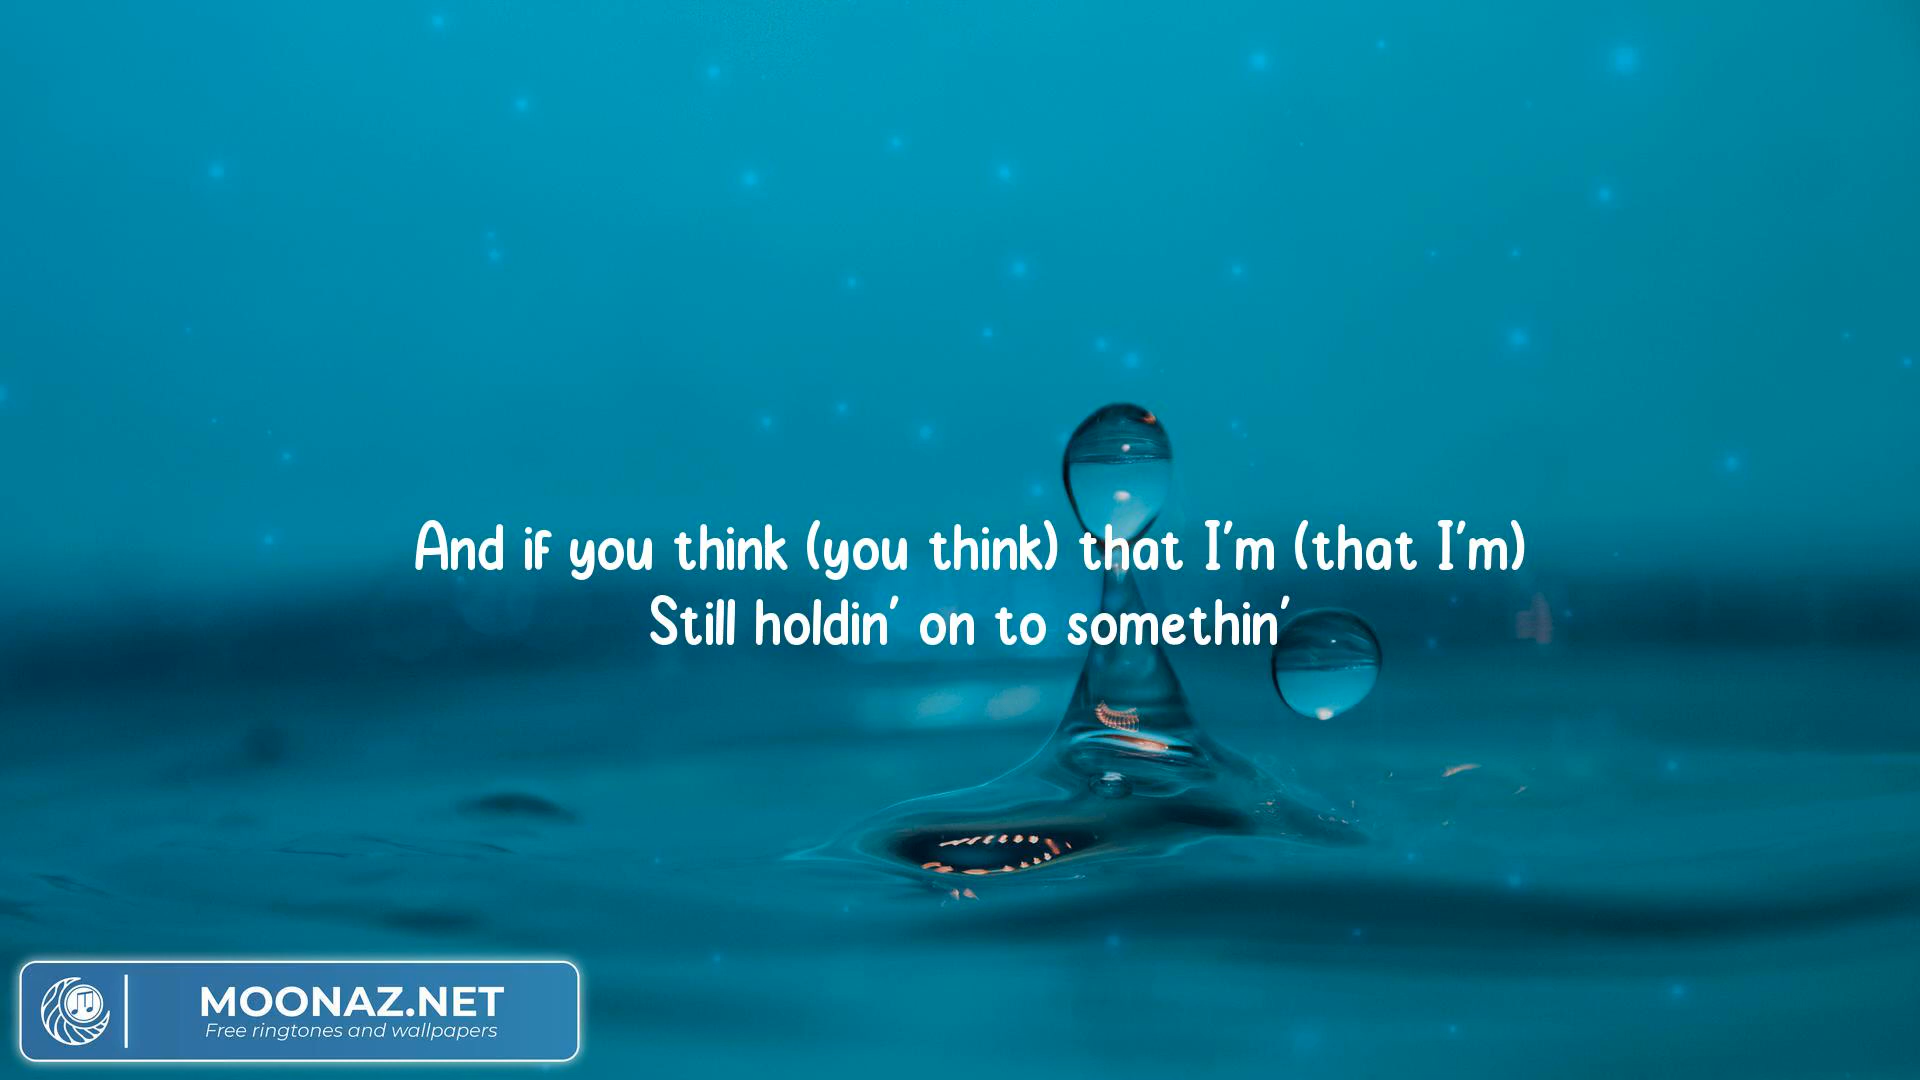 And if you think (you think) that I'm (that I'm)
Still holdin' on to somethin'
MOONAZ.NET
Free ringtones and wallpapers